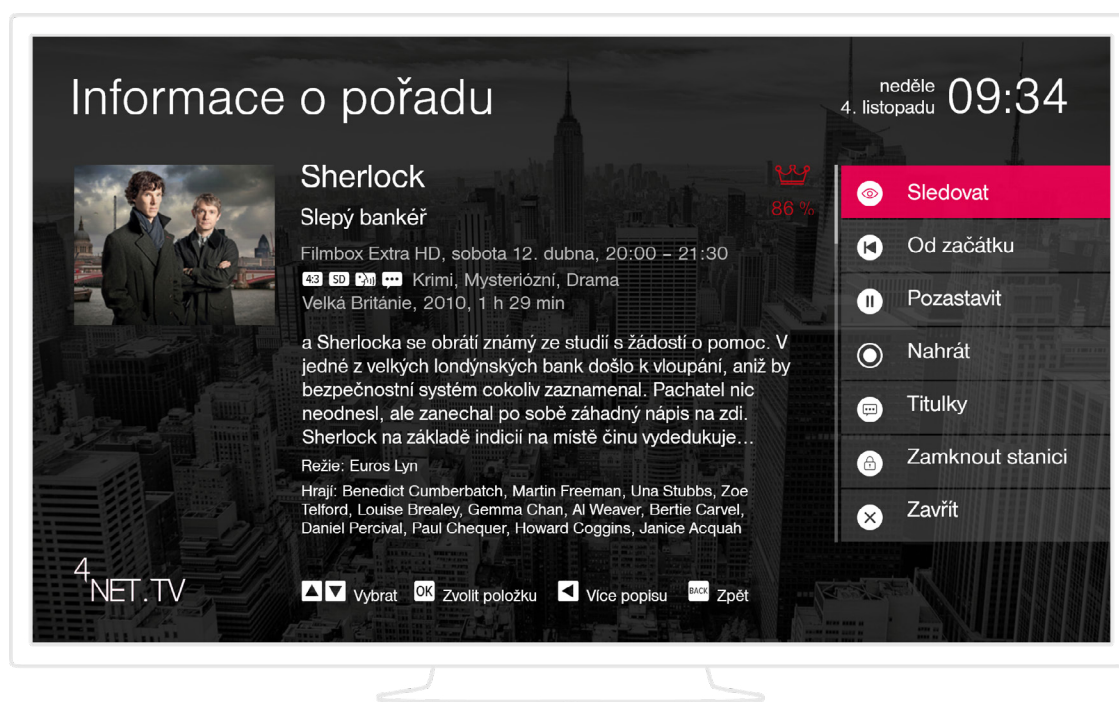 Informace o pořadu
neděle
4. listopadu
09:34
Sherlock
86 %
Slepý bankéř
Filmbox Extra HD, sobota 12. dubna, 20:00 – 21:30
4:3 SD Krimi, Mysteriózní, Drama
Velká Británie, 2010, 1 h 29 min
a Sherlocka se obrátí známý ze studií s žádostí o pomoc. V
jedné z velkých londýnských bank došlo k vloupání, aniž by
bezpečnostní systém cokoliv zaznamenal. Pachatel nic
neodnesl, ale zanechal po sobě záhadný nápis na zdi.
Sherlock na základě indicií na místě činu vydedukuje...
Režie: Euros Lyn
Hrají: Benedict Cumberbatch, Martin Freeman, Una Stubbs, Zoe
Telford, Louise Brealey, Gemma Chan, Al Weaver, Bertie Carvel,
Daniel Percival, Paul Chequer, Howard Coggins, Janice Acquah
Sledovat
Od začátku
Pozastavit
Nahrát
Titulky
Zamknout stanici
Zavřít
4NET.TV
Vybrat OK Zvolit položku Více popisu BACK Zpět